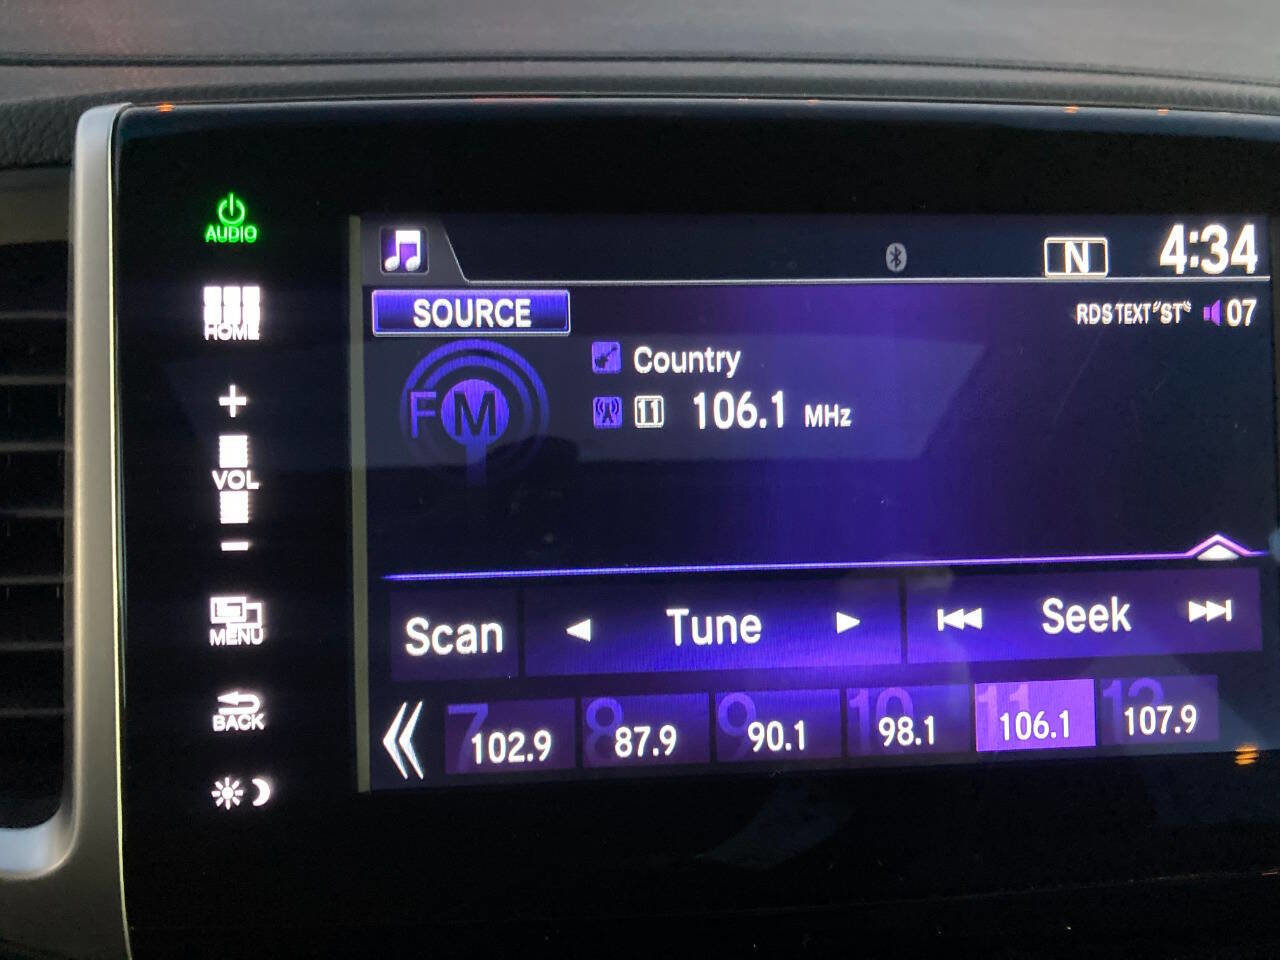 AUDIO
N 4:34
HOME
SOURCE
RDS TEXT "ST" 07
Country
FM
11 106.1 MHz
+
VOL
−
Scan
Tune
Seek
MENU
BACK
7 102.9
8 87.9
9 90.1
10 98.1
11 106.1
12 107.9